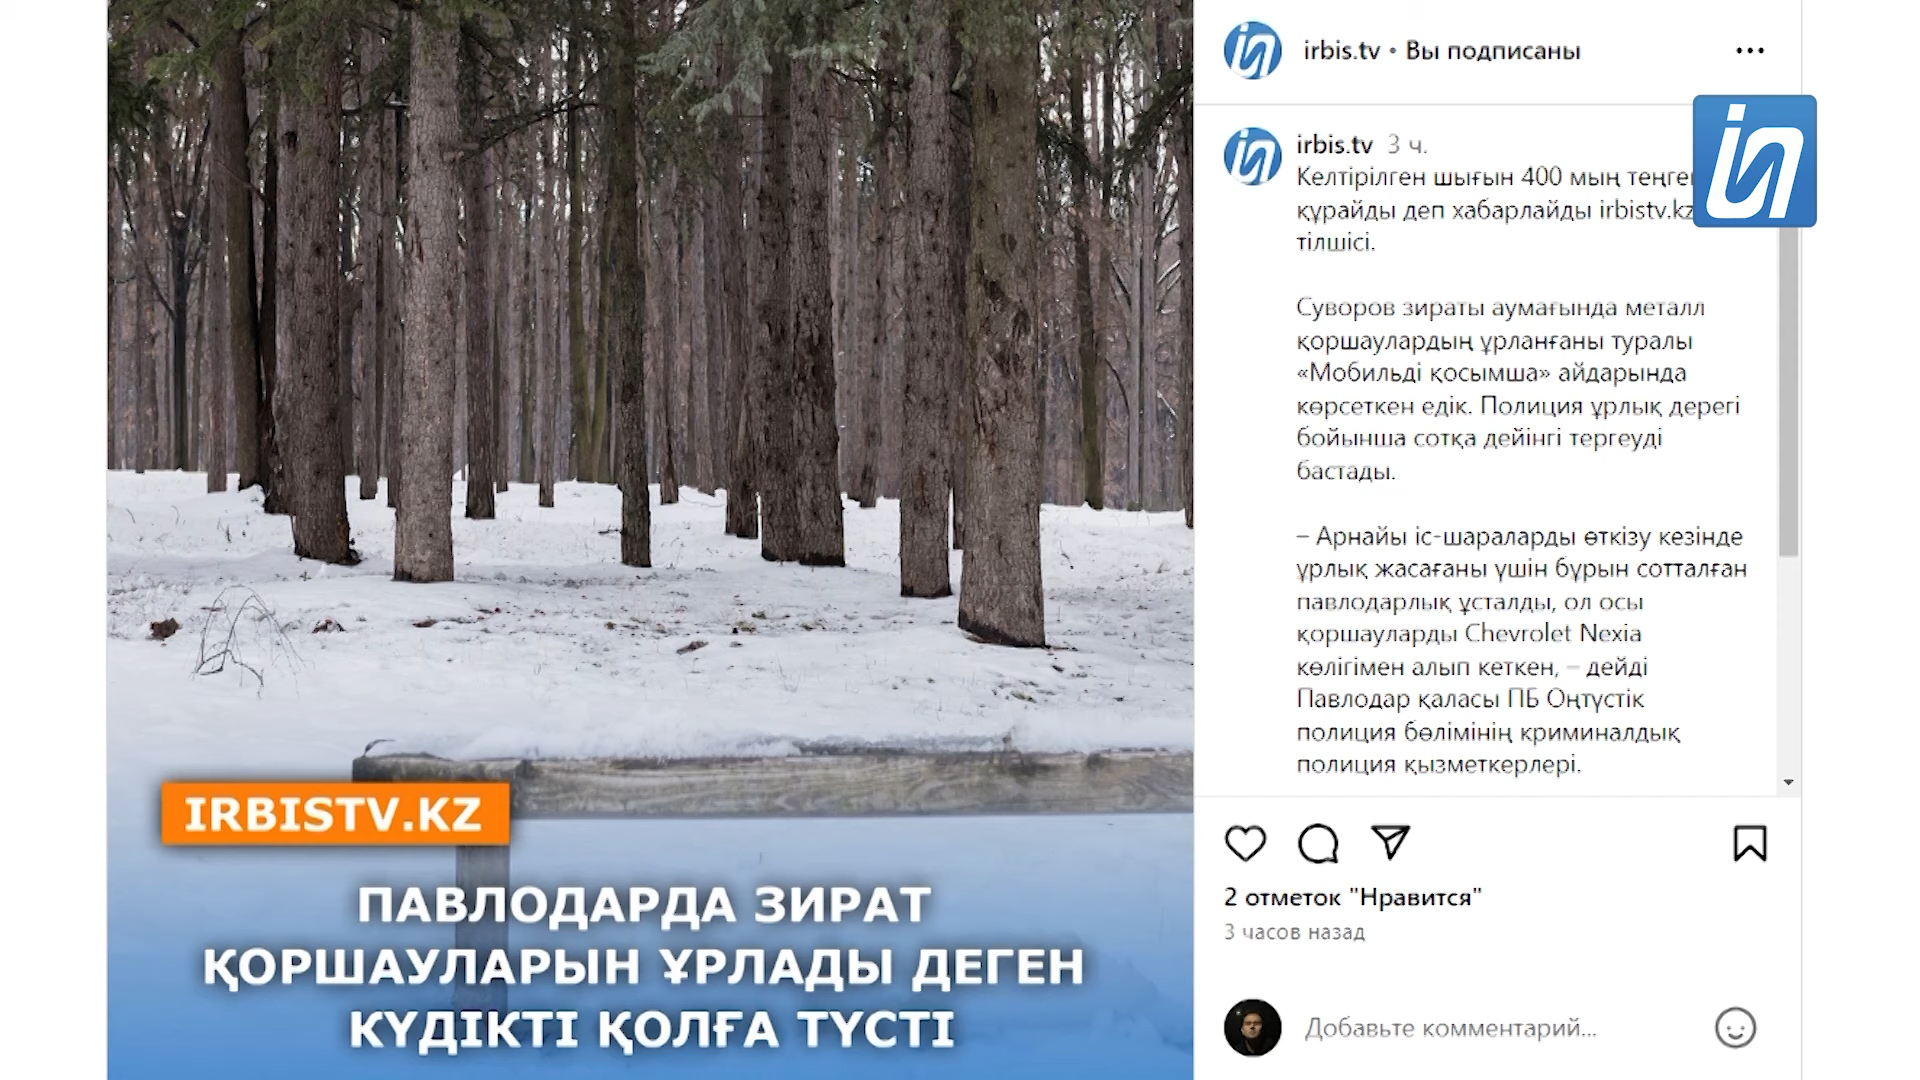 IRBISTV.KZ
ПАВЛОДАРДА ЗИРАТ
ҚОРШАУЛАРЫН ҰРЛАДЫ ДЕГЕН
КҮДІКТІ ҚОЛҒА ТҮСТІ
irbis.tv • Вы подписаны
irbis.tv 3 ч.
Келтірілген шығын 400 мың теңге
құрайды деп хабарлайды irbistv.kz
тілшісі.
Суворов зираты аумағында металл
қоршаулардың ұрланғаны туралы
«Мобильді қосымша» айдарында
көрсеткен едік. Полиция ұрлық дерегі
бойынша сотқа дейінгі тергеуді
бастады.
– Арнайы іс-шараларды өткізу кезінде
ұрлық жасағаны үшін бұрын сотталған
павлодарлық ұсталды, ол осы
қоршауларды Chevrolet Nexia
көлігімен алып кеткен, – дейді
Павлодар қаласы ПБ Оңтүстік
полиция бөлімінің криминалдық
полиция қызметкерлері.
2 отметок "Нравится"
3 часов назад
Добавьте комментарий...